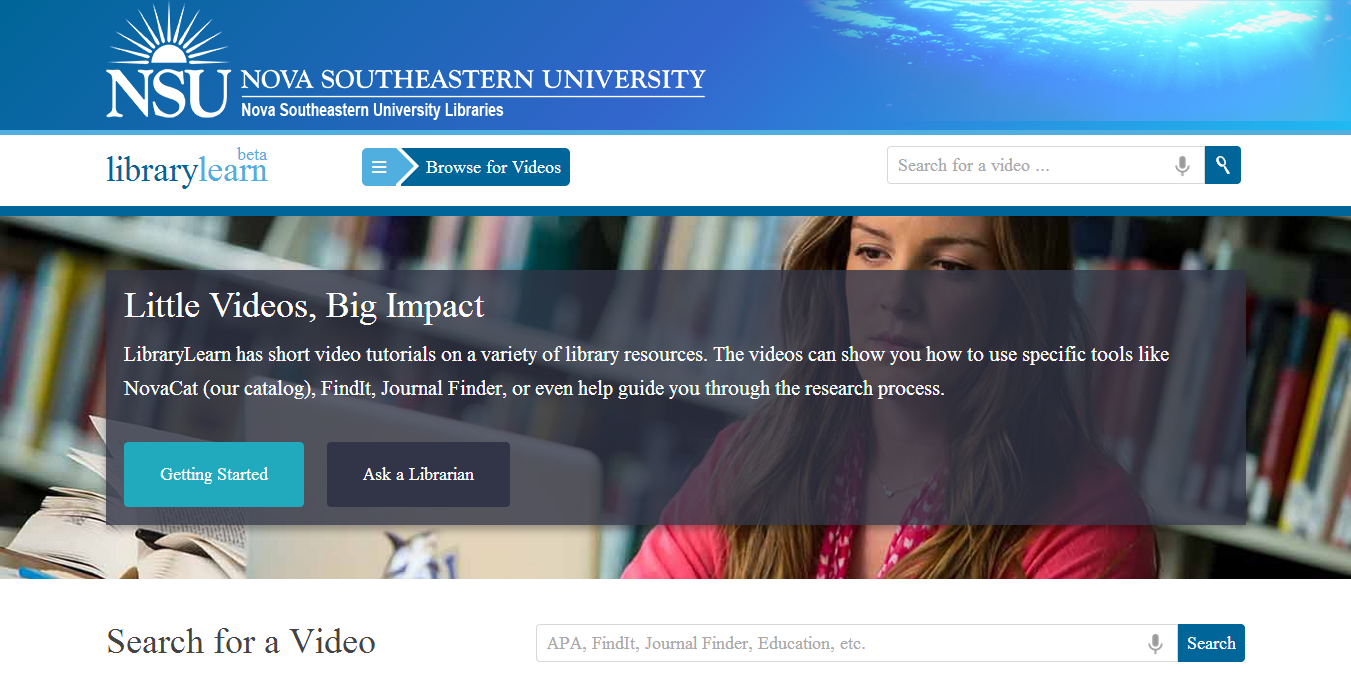 NSU NOVA SOUTHEASTERN UNIVERSITY
Nova Southeastern University Libraries
librarylearn beta
Browse for Videos
Search for a video ...
Little Videos, Big Impact
LibraryLearn has short video tutorials on a variety of library resources. The videos can show you how to use specific tools like
NovaCat (our catalog), FindIt, Journal Finder, or even help guide you through the research process.
Getting Started
Ask a Librarian
Search for a Video
APA, FindIt, Journal Finder, Education, etc.
Search